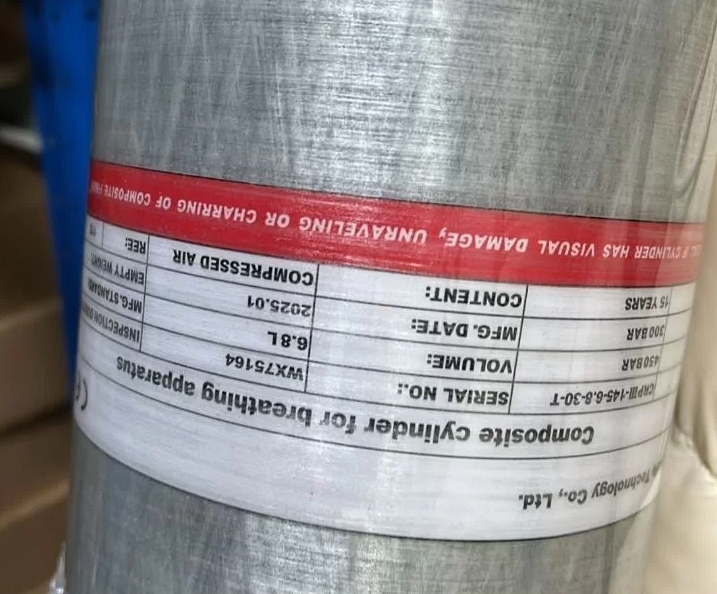 Technology Co., Ltd.
Composite cylinder for breathing apparatus
CRPIII-145-6.8-30-T SERIAL NO.: WX75164 INSPECTION
450BAR VOLUME: 6.8L MFG.STANDARD
300BAR MFG. DATE: 2025.01 EMPTY WEIGHT
15 YEARS CONTENT: COMPRESSED AIR REE:
IF CYLINDER HAS VISUAL DAMAGE, UNRAVELING OR CHARRING OF COMPOSITE